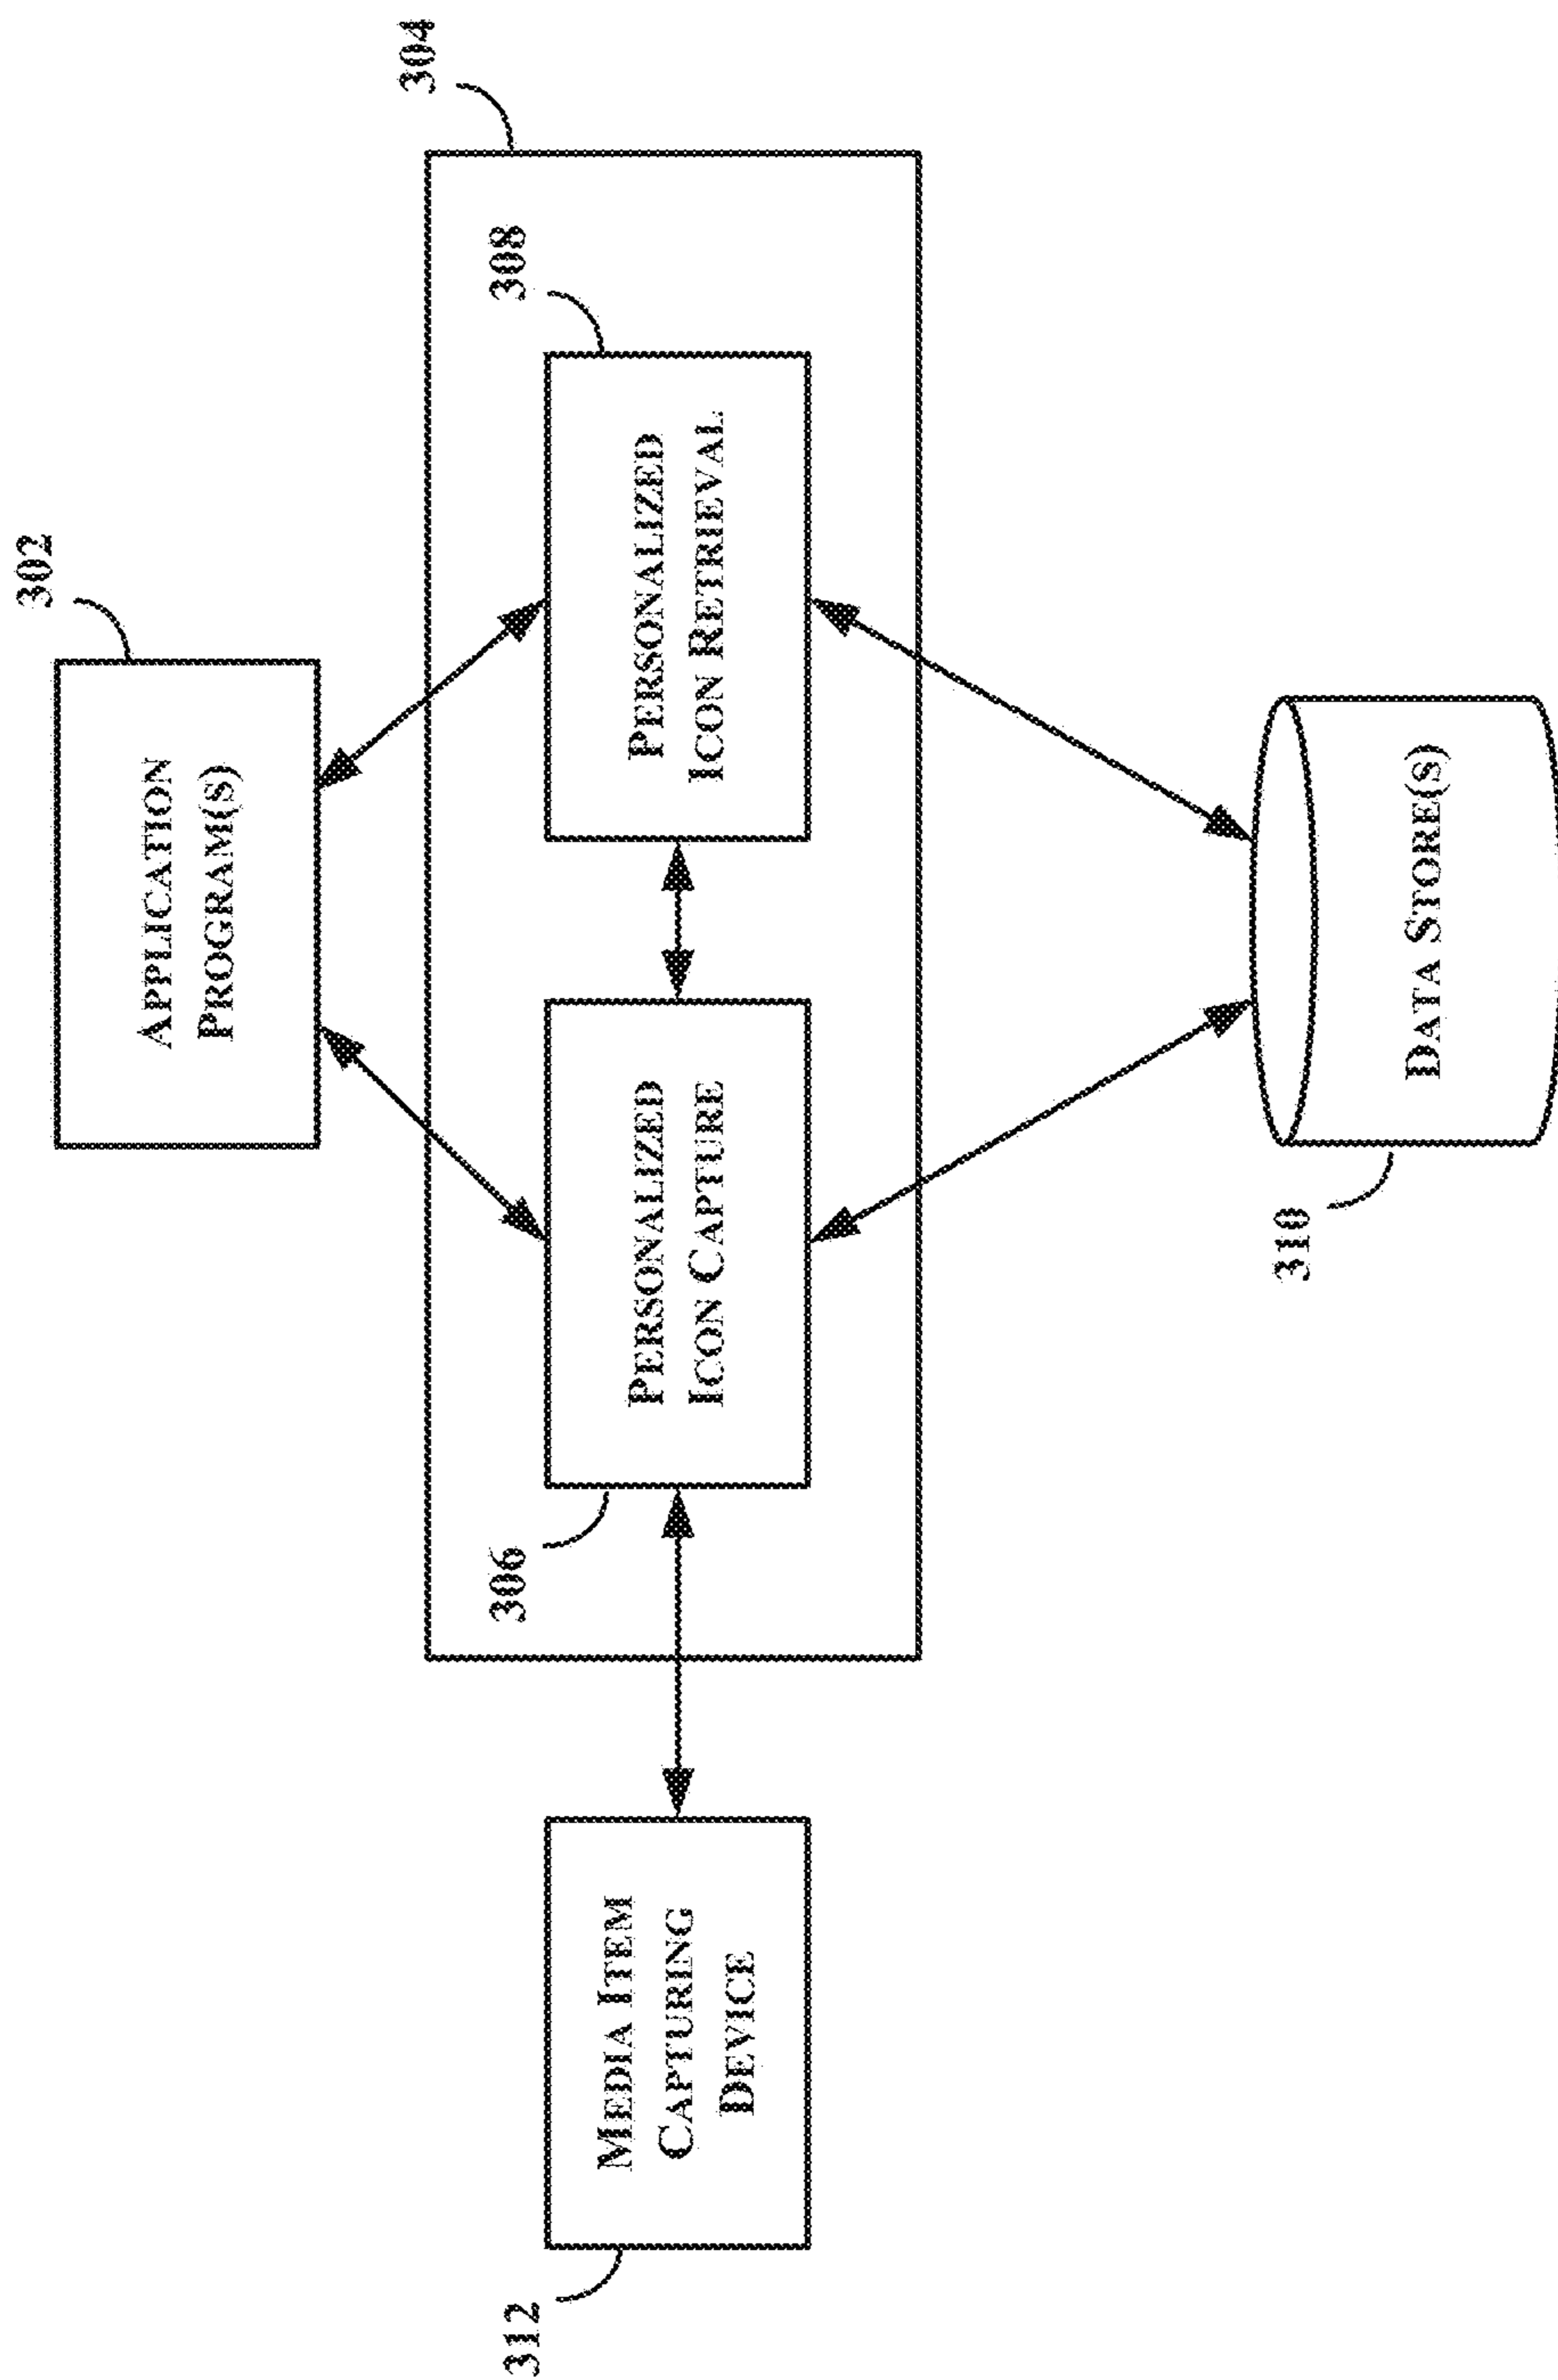 302
APPLICATION
PROGRAM(S)
304
306
PERSONALIZED
ICON CAPTURE
308
PERSONALIZED
ICON RETRIEVAL
312
MEDIA ITEM
CAPTURING
DEVICE
310
DATA STORE(S)